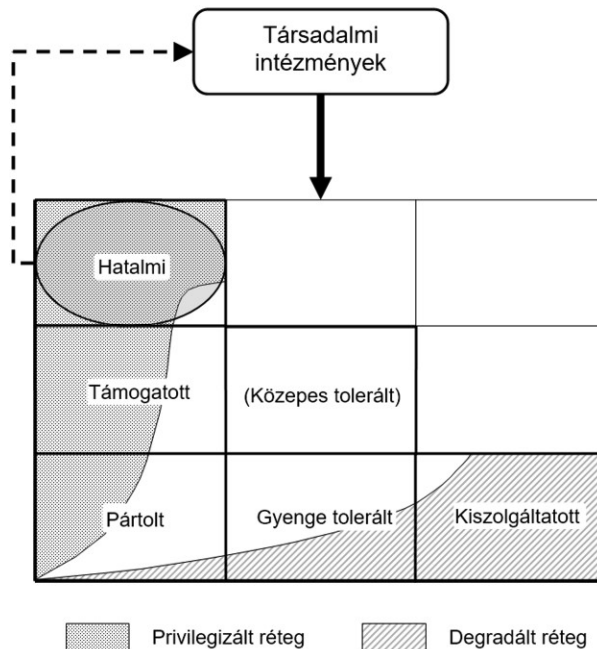 Társadalmi
intézmények
Hatalmi
Támogatott
(Közepes tolerált)
Pártolt
Gyenge tolerált
Kiszolgáltatott
Privilegizált réteg
Degradált réteg